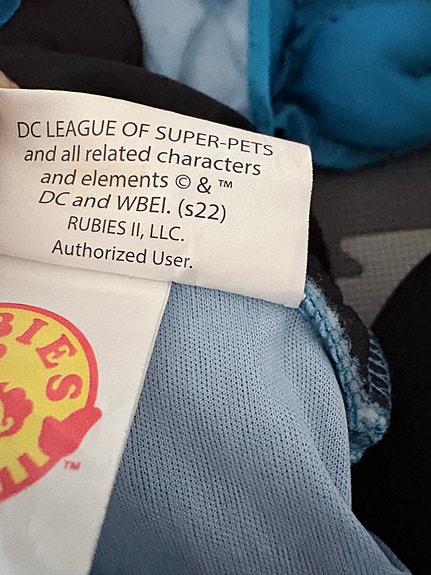 DC LEAGUE OF SUPER-PETS
and all related characters
and elements © & ™
DC and WBEI. (s22)
RUBIES II, LLC.
Authorized User.
BIES
TM